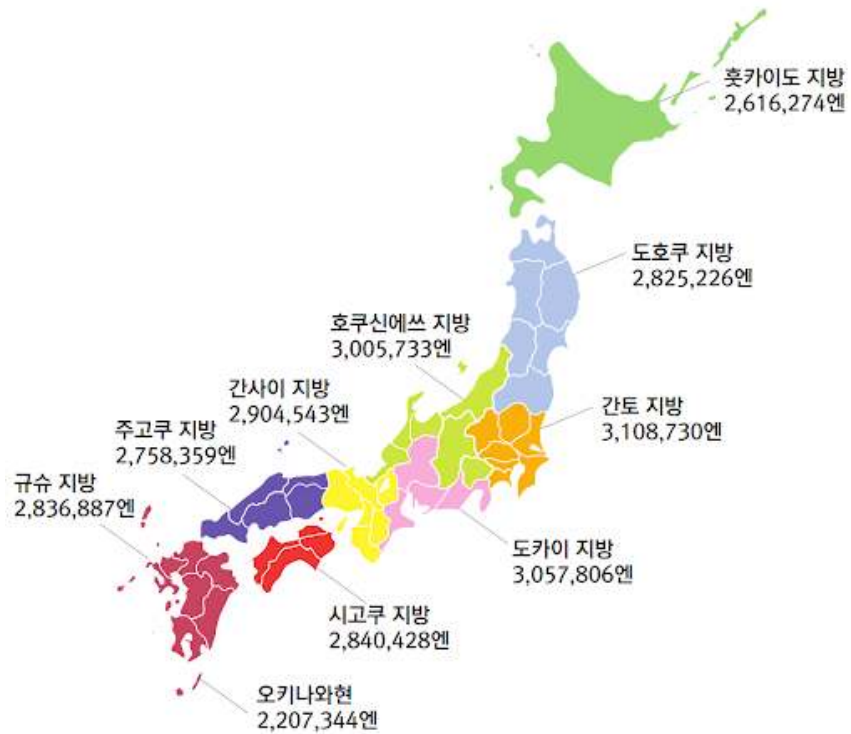 홋카이도 지방
2,616,274엔
도호쿠 지방
2,825,226엔
호쿠신에쓰 지방
3,005,733엔
간사이 지방
2,904,543엔
간토 지방
3,108,730엔
주고쿠 지방
2,758,359엔
규슈 지방
2,836,887엔
도카이 지방
3,057,806엔
시고쿠 지방
2,840,428엔
오키나와현
2,207,344엔